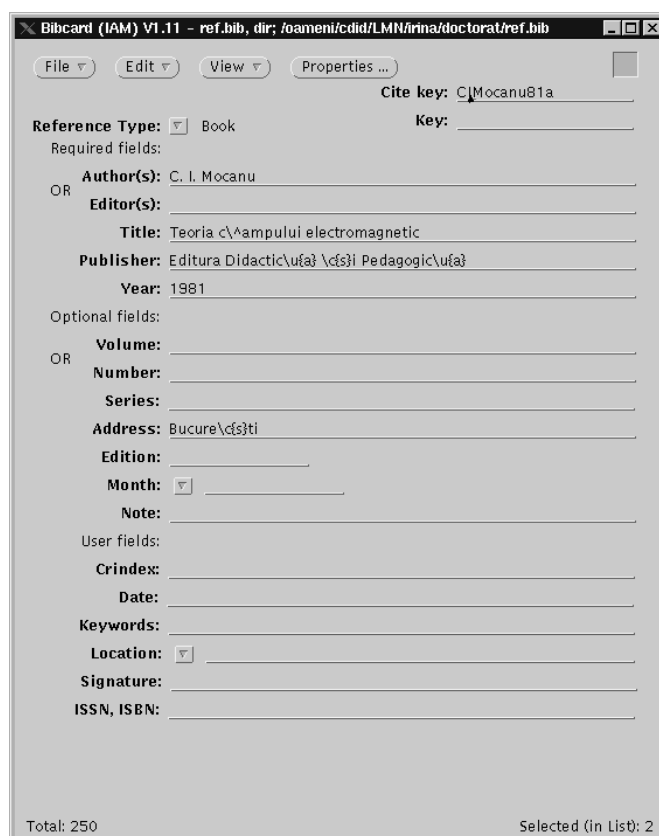 Bibcard (IAM) V1.11 - ref.bib, dir; /oameni/cdid/LMN/irina/doctorat/ref.bib
File Edit View Properties ...
Cite key: CIMocanu81a
Reference Type: Book Key:
Required fields:
Author(s): C. I. Mocanu
OR
Editor(s):
Title: Teoria c\^ampului electromagnetic
Publisher: Editura Didactic\u{a} \c{s}i Pedagogic\u{a}
Year: 1981
Optional fields:
Volume:
OR
Number:
Series:
Address: Bucure\c{s}ti
Edition:
Month:
Note:
User fields:
Crindex:
Date:
Keywords:
Location:
Signature:
ISSN, ISBN:
Total: 250 Selected (in List): 2